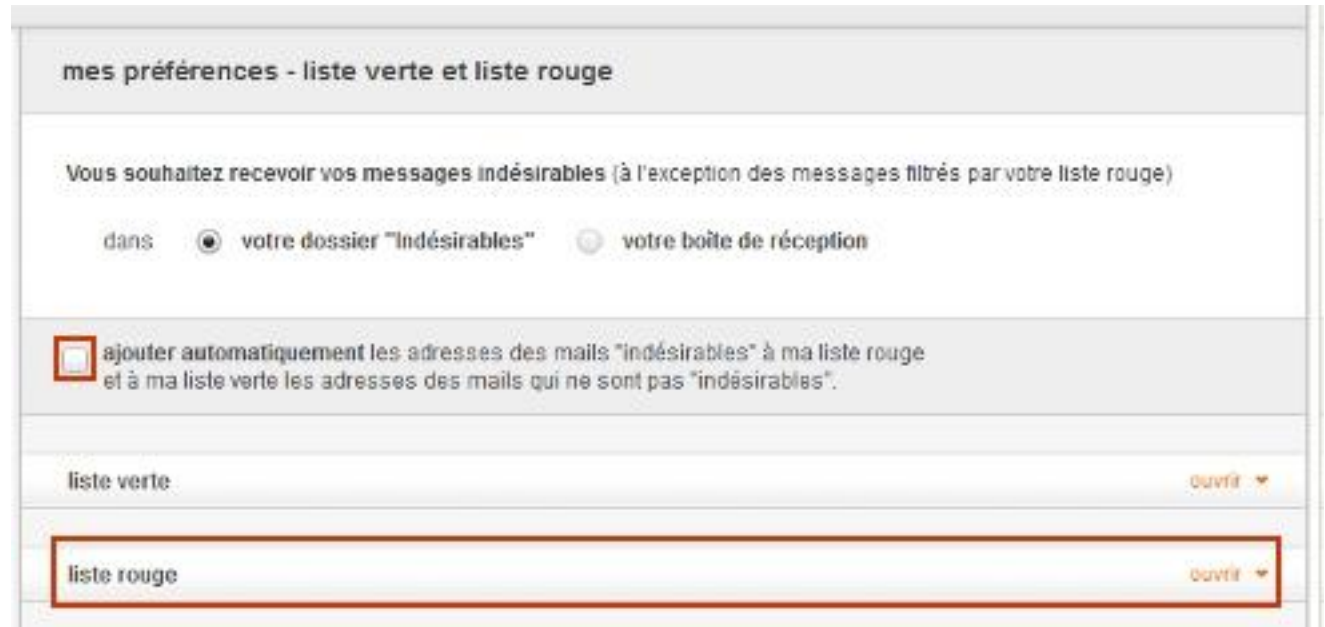 mes préférences - liste verte et liste rouge
Vous souhaitez recevoir vos messages indésirables (à l'exception des messages filtrés par votre liste rouge)
dans votre dossier "Indésirables" votre boîte de réception
ajouter automatiquement les adresses des mails "indésirables" à ma liste rouge
et à ma liste verte les adresses des mails qui ne sont pas "indésirables".
liste verte ouvrir
liste rouge ouvrir